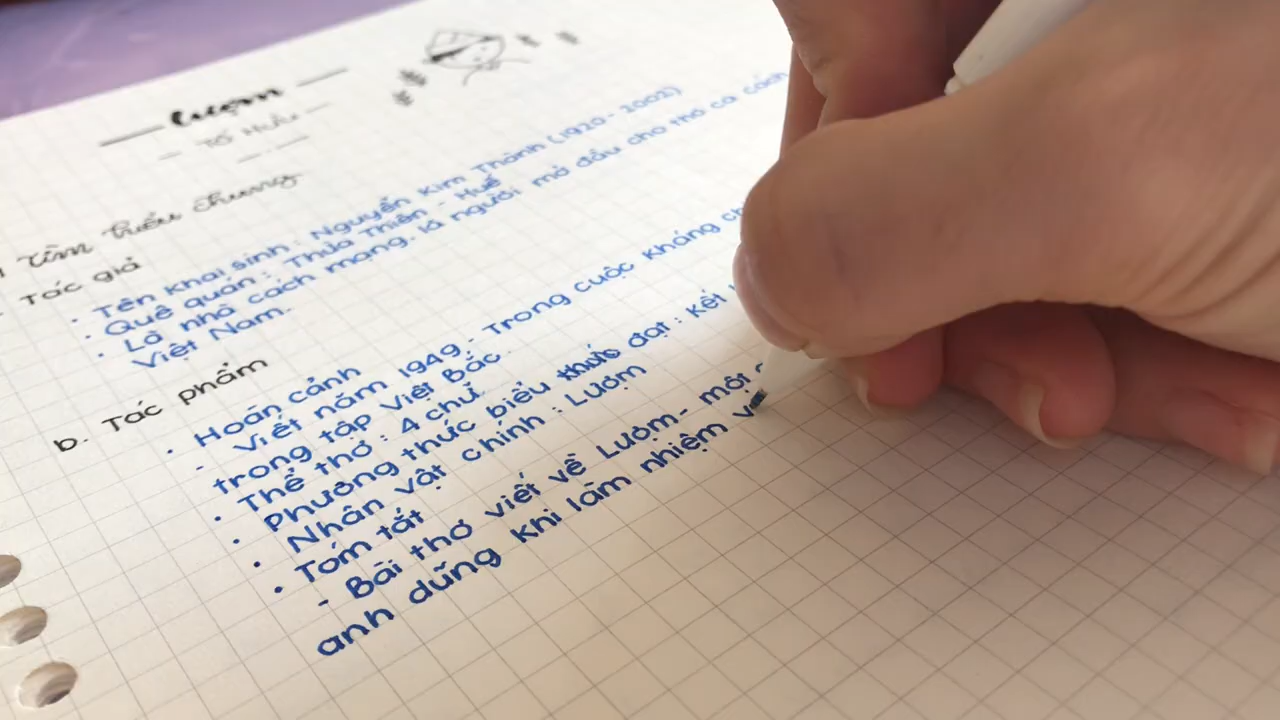 Lượm
Tố Hữu
Tìm hiểu chung
Tác giả
• Tên khai sinh: Nguyễn Kim Thành (1920 - 2002)
• Quê quán: Thừa Thiên - Huế
• Là nhà cách mạng, là người mở đầu cho thơ ca cách
Việt Nam.
b. Tác phẩm
• Hoàn cảnh
- Viết năm 1949. Trong cuộc kháng
trong tập Việt Bắc.
• Thể thơ: 4 chữ
• Phương thức biểu đạt: Kết
• Nhân vật chính: Lượm
• Tóm tắt
- Bài thơ viết về Lượm - một
anh dũng khi làm nhiệm v